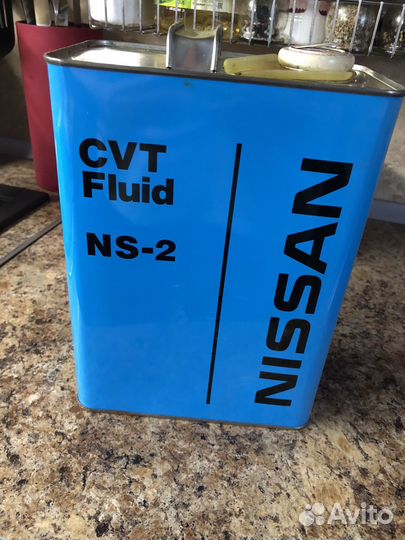 CVT
Fluid
NS-2
NISSAN
Avito